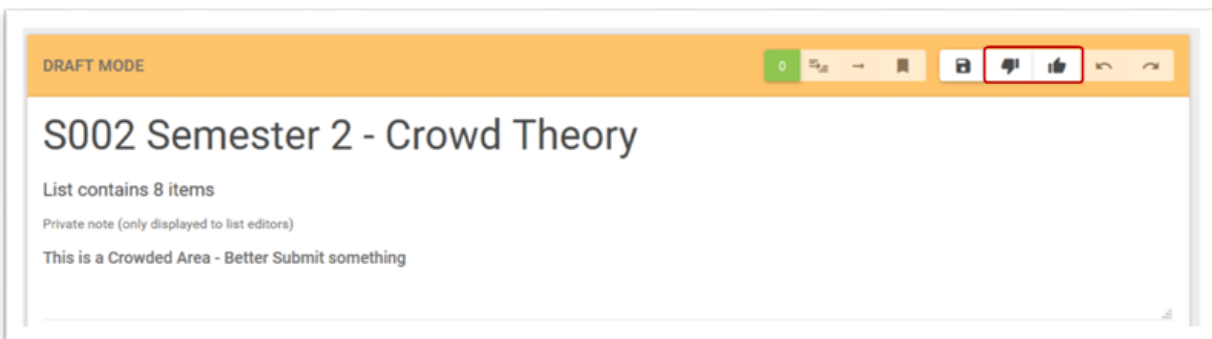 DRAFT MODE
0
S002 Semester 2 - Crowd Theory
List contains 8 items
Private note (only displayed to list editors)
This is a Crowded Area - Better Submit something